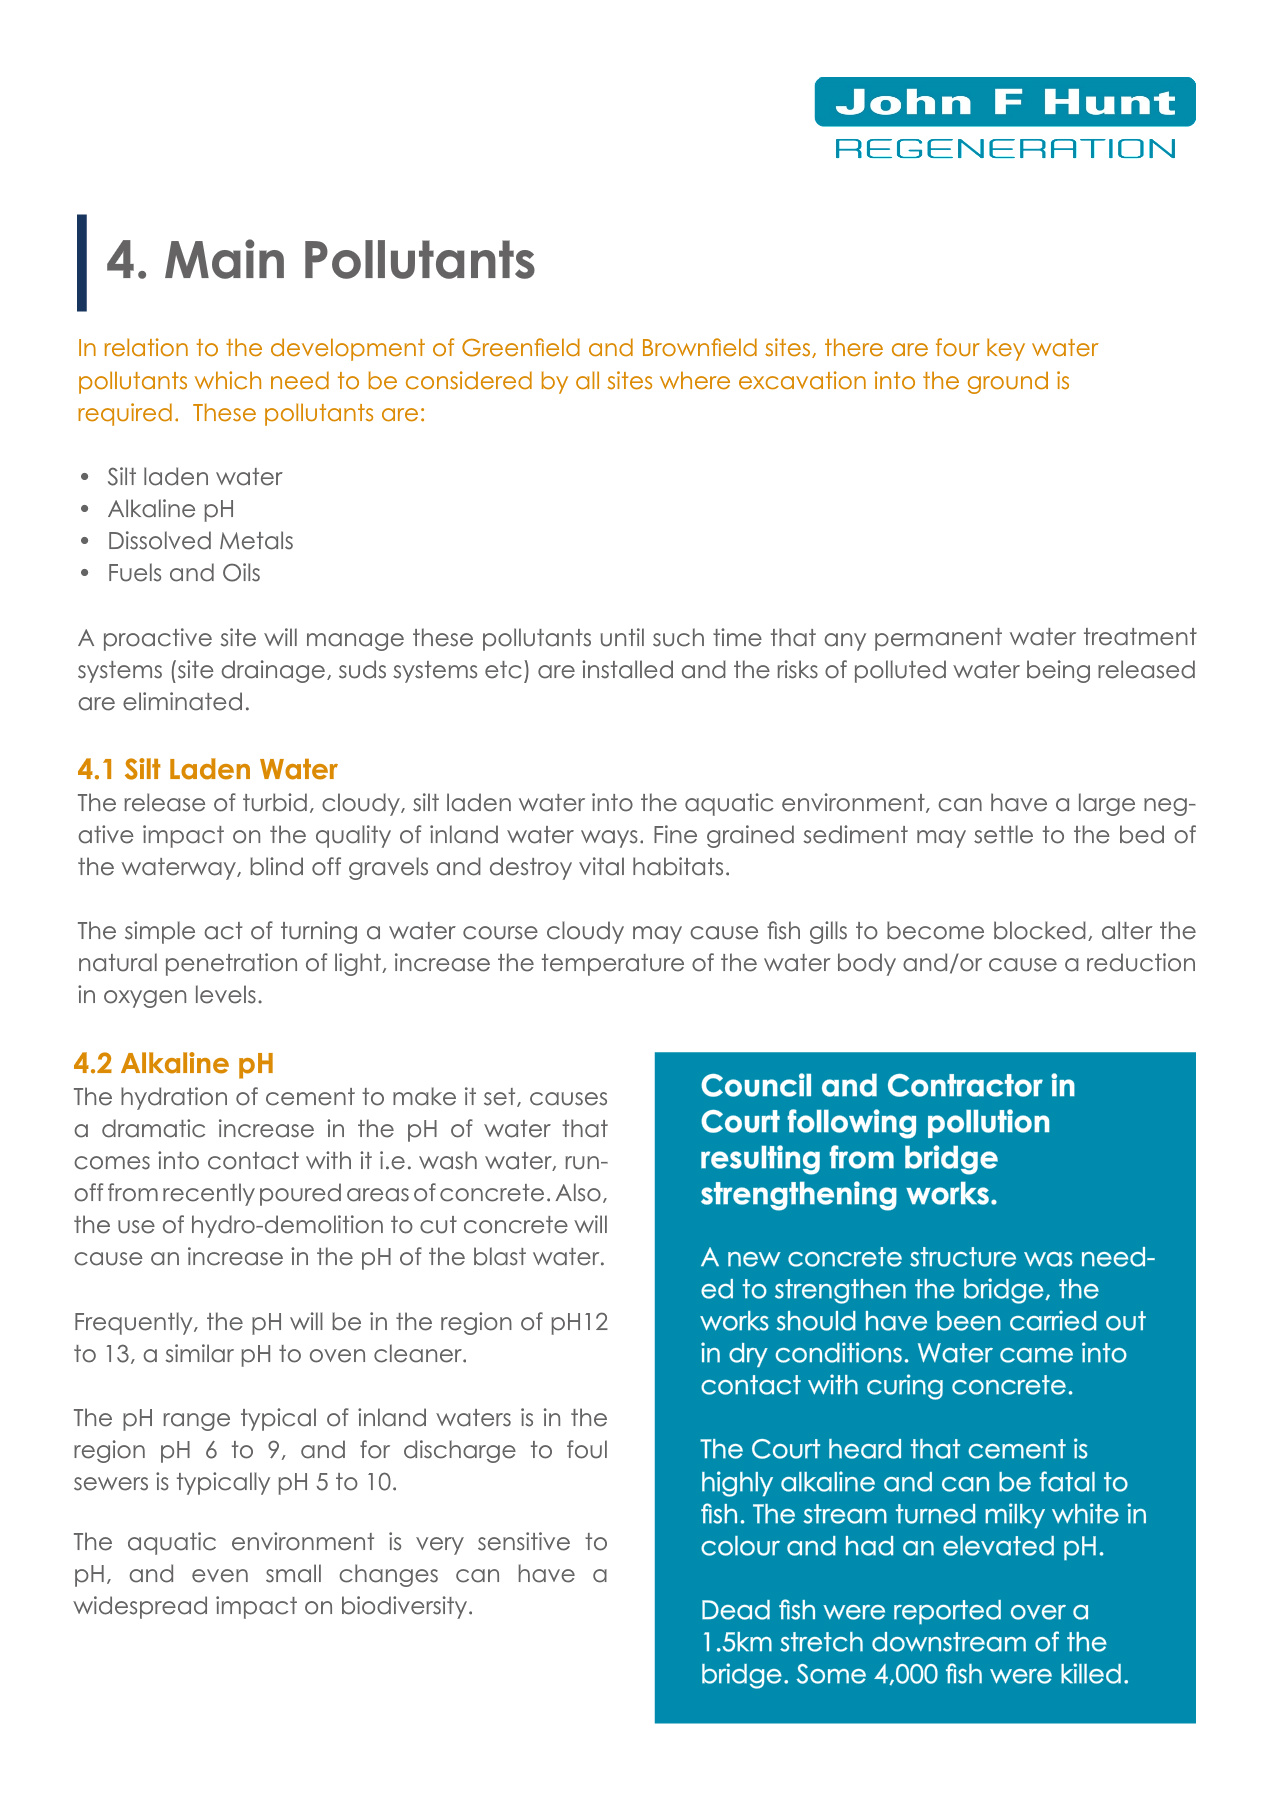 John F Hunt
REGENERATION
4. Main Pollutants
In relation to the development of Greenfield and Brownfield sites, there are four key water
pollutants which need to be considered by all sites where excavation into the ground is
required.  These pollutants are:
• Silt laden water
• Alkaline pH
• Dissolved Metals
• Fuels and Oils
A proactive site will manage these pollutants until such time that any permanent water treatment
systems (site drainage, suds systems etc) are installed and the risks of polluted water being released
are eliminated.
4.1 Silt Laden Water
The release of turbid, cloudy, silt laden water into the aquatic environment, can have a large neg-
ative impact on the quality of inland water ways. Fine grained sediment may settle to the bed of
the waterway, blind off gravels and destroy vital habitats.
The simple act of turning a water course cloudy may cause fish gills to become blocked, alter the
natural penetration of light, increase the temperature of the water body and/or cause a reduction
in oxygen levels.
4.2 Alkaline pH
The hydration of cement to make it set, causes
a dramatic increase in the pH of water that
comes into contact with it i.e. wash water, run-
off from recently poured areas of concrete. Also,
the use of hydro-demolition to cut concrete will
cause an increase in the pH of the blast water.
Frequently, the pH will be in the region of pH12
to 13, a similar pH to oven cleaner.
The pH range typical of inland waters is in the
region pH 6 to 9, and for discharge to foul
sewers is typically pH 5 to 10.
The aquatic environment is very sensitive to
pH, and even small changes can have a
widespread impact on biodiversity.
Council and Contractor in
Court following pollution
resulting from bridge
strengthening works.
A new concrete structure was need-
ed to strengthen the bridge, the
works should have been carried out
in dry conditions. Water came into
contact with curing concrete.
The Court heard that cement is
highly alkaline and can be fatal to
fish. The stream turned milky white in
colour and had an elevated pH.
Dead fish were reported over a
1.5km stretch downstream of the
bridge. Some 4,000 fish were killed.